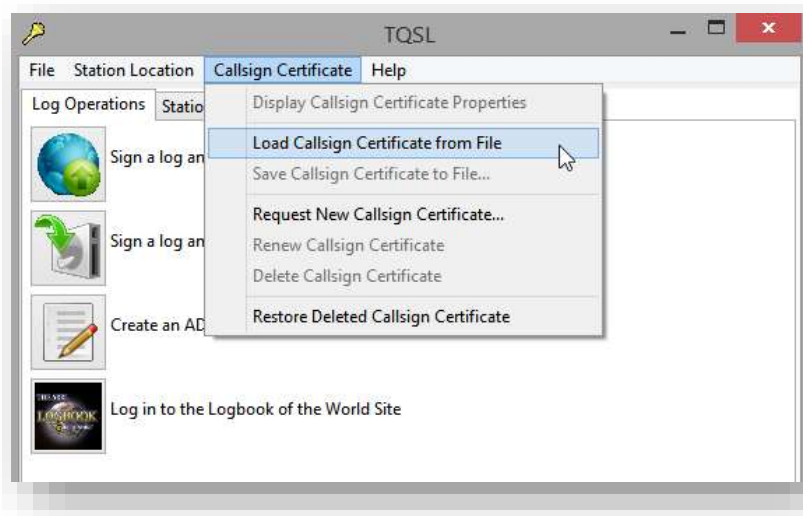 TQSL
File Station Location Callsign Certificate Help
Log Operations Statio
Display Callsign Certificate Properties
Load Callsign Certificate from File
Save Callsign Certificate to File...
Request New Callsign Certificate...
Renew Callsign Certificate
Delete Callsign Certificate
Restore Deleted Callsign Certificate
Sign a log an
Sign a log an
Create an AD
LOGBOOK
Log in to the Logbook of the World Site